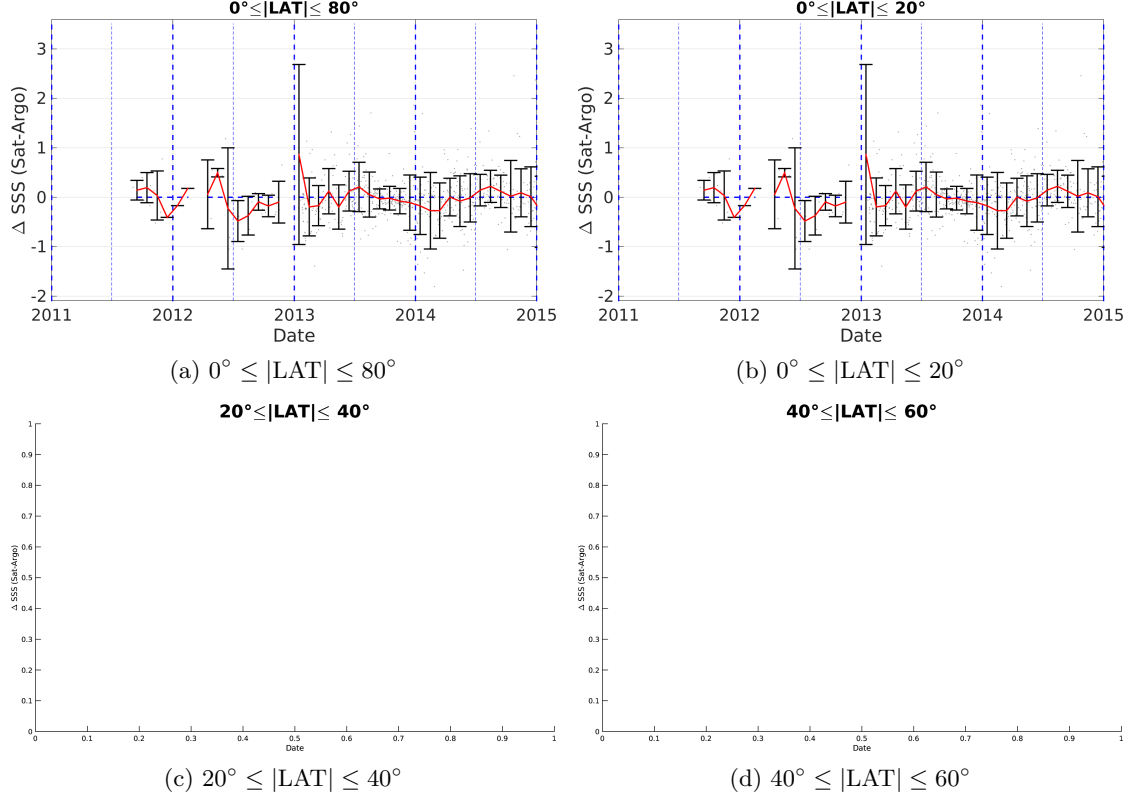 0°≤|LAT|≤ 80°
3
2
1
0
-1
-2
Δ SSS (Sat-Argo)
2011 2012 2013 2014 2015
Date
(a) 0° ≤ |LAT| ≤ 80°
0°≤|LAT|≤ 20°
3
2
1
0
-1
-2
Δ SSS (Sat-Argo)
2011 2012 2013 2014 2015
Date
(b) 0° ≤ |LAT| ≤ 20°
20°≤|LAT|≤ 40°
1
0.9
0.8
0.7
0.6
0.5
0.4
0.3
0.2
0.1
0
Δ SSS (Sat-Argo)
0 0.1 0.2 0.3 0.4 0.5 0.6 0.7 0.8 0.9 1
Date
(c) 20° ≤ |LAT| ≤ 40°
40°≤|LAT|≤ 60°
1
0.9
0.8
0.7
0.6
0.5
0.4
0.3
0.2
0.1
0
Δ SSS (Sat-Argo)
0 0.1 0.2 0.3 0.4 0.5 0.6 0.7 0.8 0.9 1
Date
(d) 40° ≤ |LAT| ≤ 60°